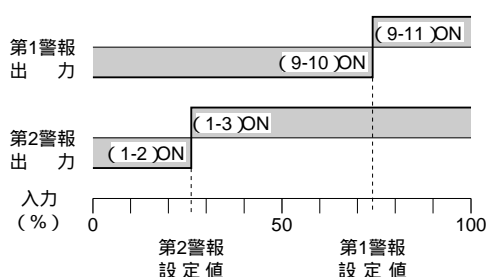 (9-11)ON
第1警報
出 力
(9-10)ON
(1-3)ON
第2警報
出 力
(1-2)ON
入力
(%)
0 50 100
第2警報 第1警報
設定値 設定値